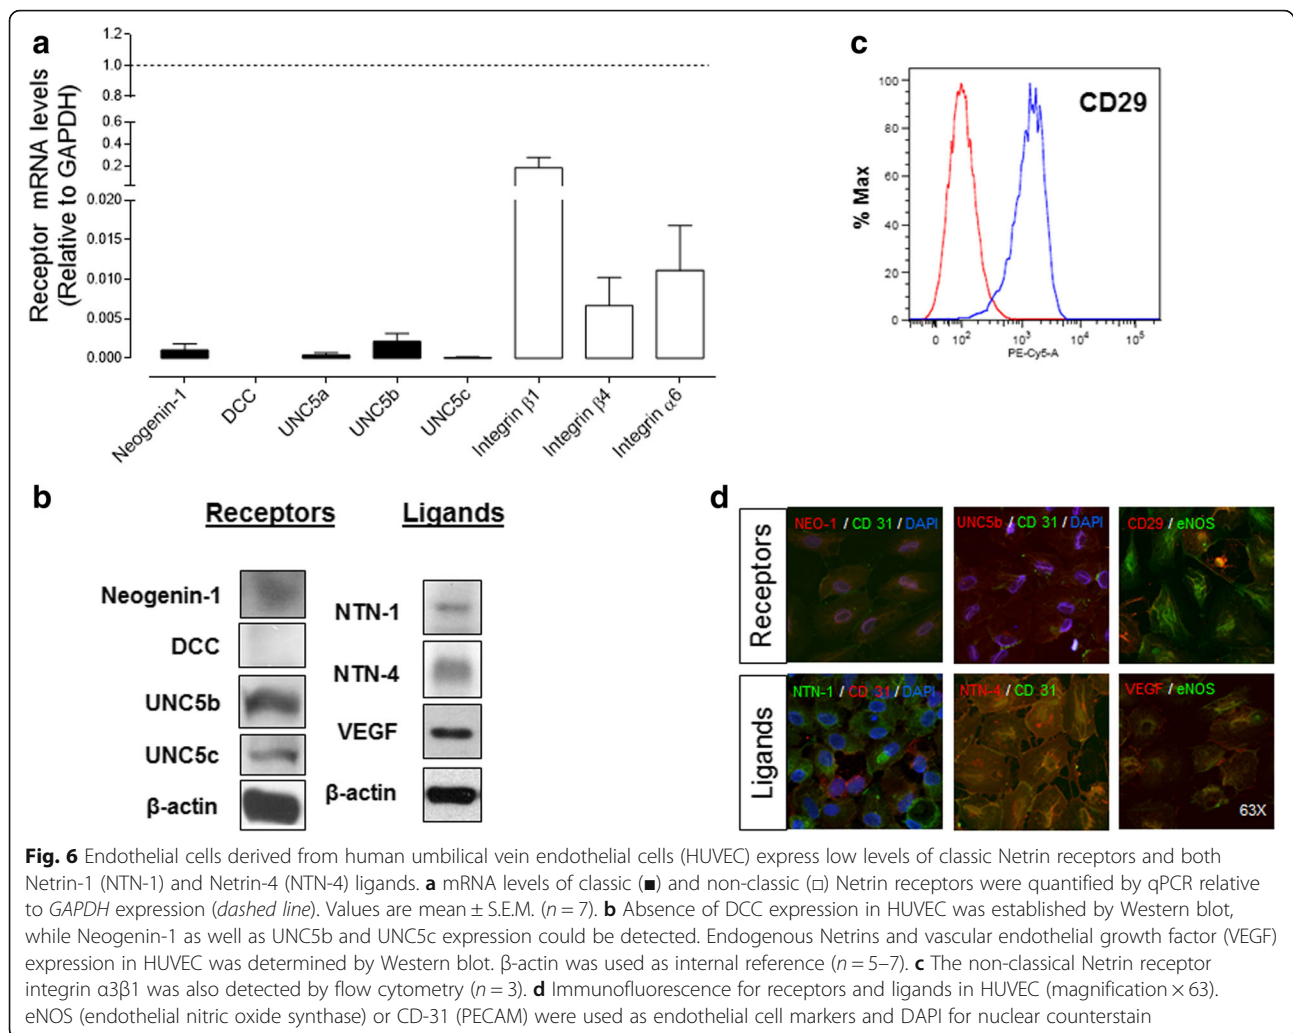 a
1.2
1.0
0.8
0.6
0.4
0.2
0.020
0.015
0.010
0.005
0.000
Receptor mRNA levels
(Relative to GAPDH)
Neogenin-1
DCC
UNC5a
UNC5b
UNC5c
Integrin β1
Integrin β4
Integrin α6
c
CD29
100
80
60
40
20
0
% Max
0 10² 10³ 10⁴ 10⁵
PE-Cy5-A
b
Receptors
Neogenin-1
DCC
UNC5b
UNC5c
β-actin
Ligands
NTN-1
NTN-4
VEGF
β-actin
d
Receptors
NEO-1 / CD 31 / DAPI
UNC5b / CD 31 / DAPI
CD29 / eNOS
Ligands
NTN-1 / CD 31 / DAPI
NTN-4 / CD 31
VEGF / eNOS
63X
Fig. 6 Endothelial cells derived from human umbilical vein endothelial cells (HUVEC) express low levels of classic Netrin receptors and both
Netrin-1 (NTN-1) and Netrin-4 (NTN-4) ligands. a mRNA levels of classic (■) and non-classic (□) Netrin receptors were quantified by qPCR relative
to GAPDH expression (dashed line). Values are mean ± S.E.M. (n = 7). b Absence of DCC expression in HUVEC was established by Western blot,
while Neogenin-1 as well as UNC5b and UNC5c expression could be detected. Endogenous Netrins and vascular endothelial growth factor (VEGF)
expression in HUVEC was determined by Western blot. β-actin was used as internal reference (n = 5–7). c The non-classical Netrin receptor
integrin α3β1 was also detected by flow cytometry (n = 3). d Immunofluorescence for receptors and ligands in HUVEC (magnification × 63).
eNOS (endothelial nitric oxide synthase) or CD-31 (PECAM) were used as endothelial cell markers and DAPI for nuclear counterstain